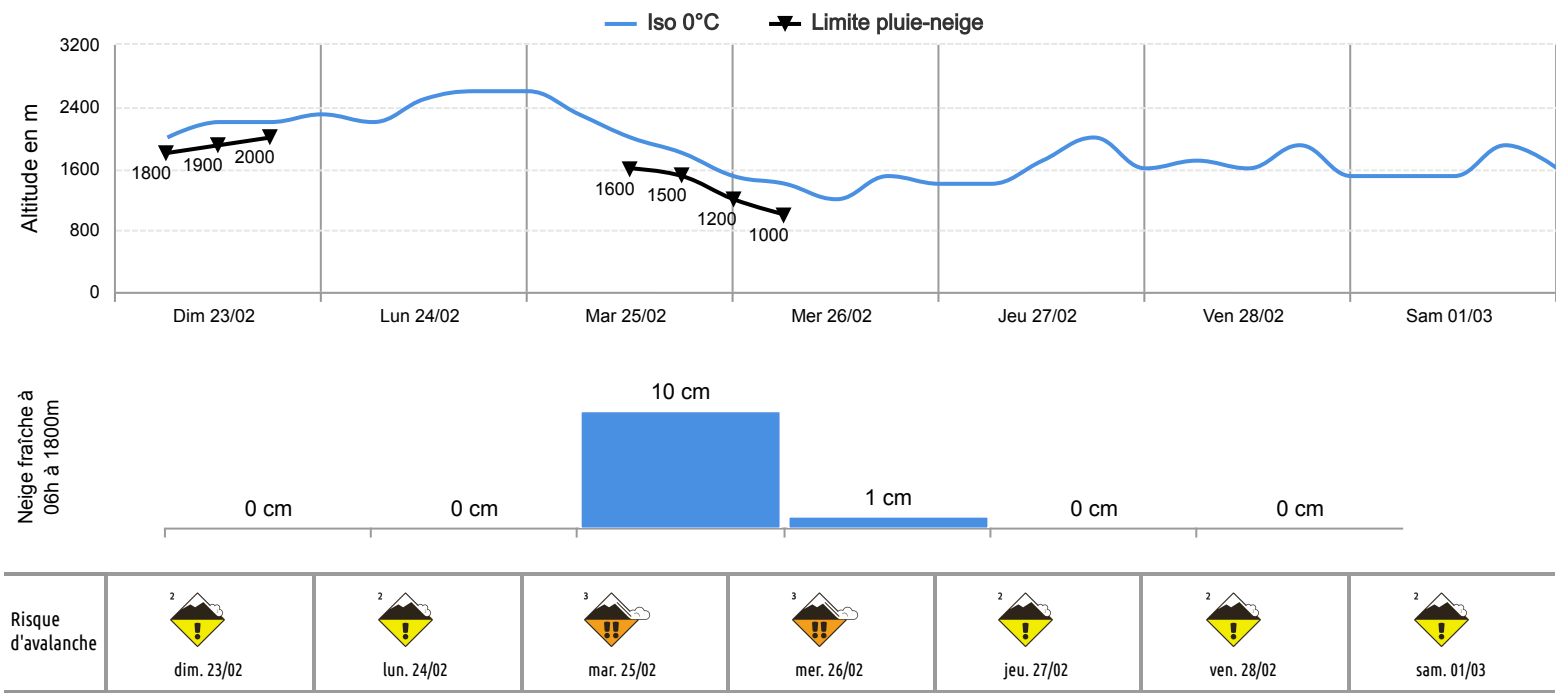 Iso 0°C
Limite pluie-neige
Altitude en m
3200
2400
1600
800
0
1800
1900
2000
1600
1500
1200
1000
Dim 23/02
Lun 24/02
Mar 25/02
Mer 26/02
Jeu 27/02
Ven 28/02
Sam 01/03
Neige fraîche à
06h à 1800m
0 cm
0 cm
10 cm
1 cm
0 cm
0 cm
Risque
d'avalanche
2
!
dim. 23/02
2
!
lun. 24/02
3
!!
mar. 25/02
3
!!
mer. 26/02
2
!
jeu. 27/02
2
!
ven. 28/02
2
!
sam. 01/03